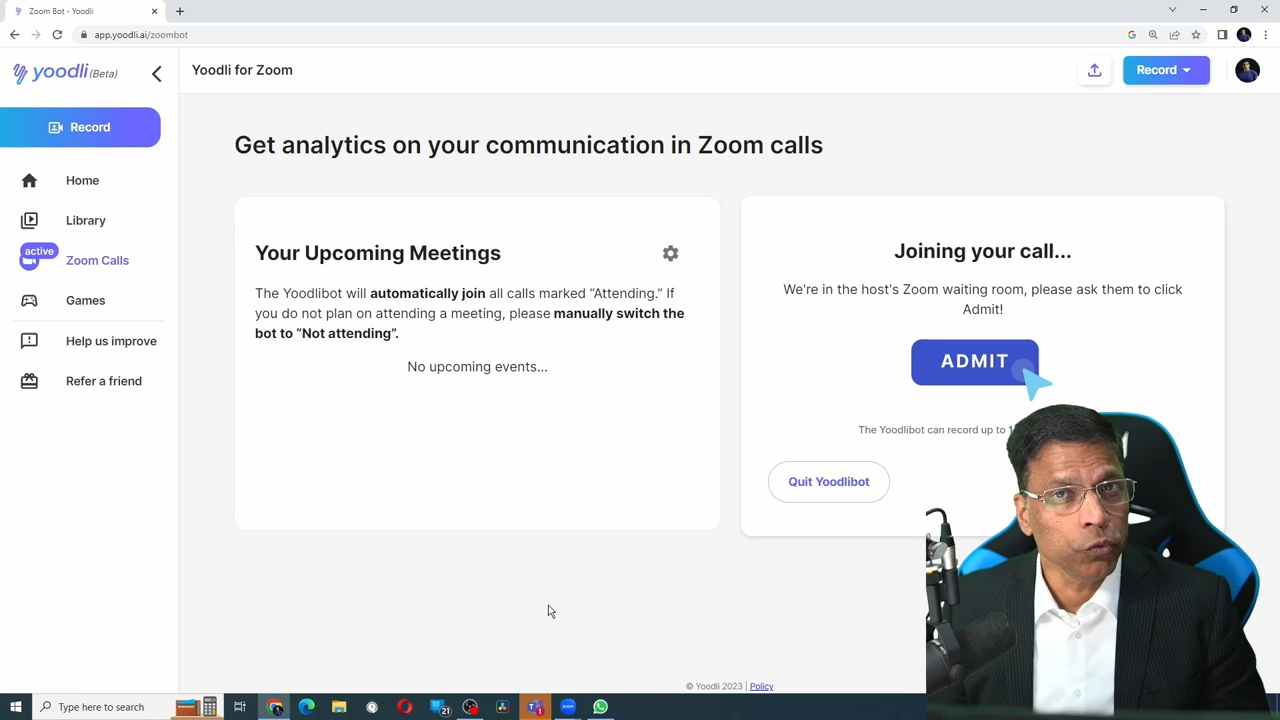 Zoom Bot - Yoodli
app.yoodli.ai/zoombot
yoodli (Beta)
Yoodli for Zoom
Record
Record
Home
Library
active
Zoom Calls
Games
Help us improve
Refer a friend
Get analytics on your communication in Zoom calls
Your Upcoming Meetings
The Yoodlibot will automatically join all calls marked “Attending.” If
you do not plan on attending a meeting, please manually switch the
bot to “Not attending”.
No upcoming events...
Joining your call...
We're in the host's Zoom waiting room, please ask them to click
Admit!
ADMIT
The Yoodlibot can record up to
Quit Yoodlibot
© Yoodli 2023 | Policy
Type here to search
21
1
zoom